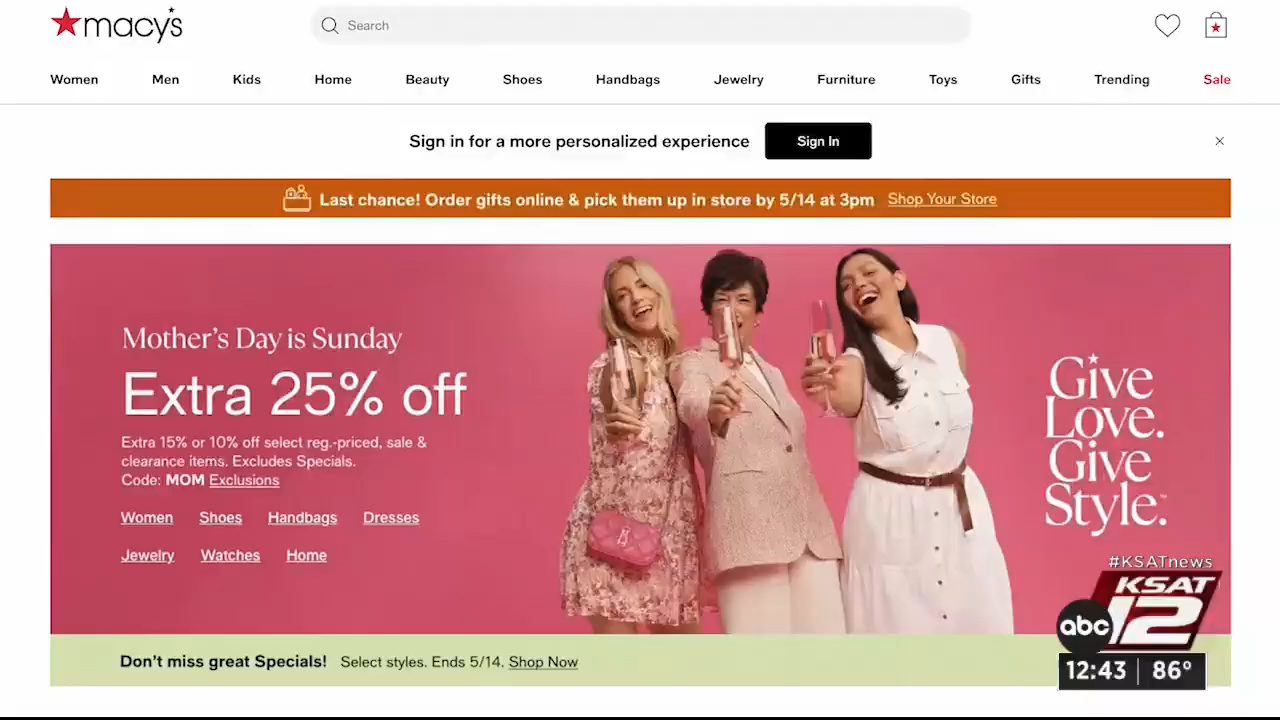 macy's
Search
Women Men Kids Home Beauty Shoes Handbags Jewelry Furniture Toys Gifts Trending Sale
Sign in for a more personalized experience Sign In
Last chance! Order gifts online & pick them up in store by 5/14 at 3pm Shop Your Store
Mother's Day is Sunday
Extra 25% off
Extra 15% or 10% off select reg.-priced, sale &
clearance items. Excludes Specials.
Code: MOM Exclusions
Women Shoes Handbags Dresses
Jewelry Watches Home
Give
Love.
Give
Style.™
Don't miss great Specials! Select styles. Ends 5/14. Shop Now
#KSATnews
KSAT
abc 12
12:43 86°